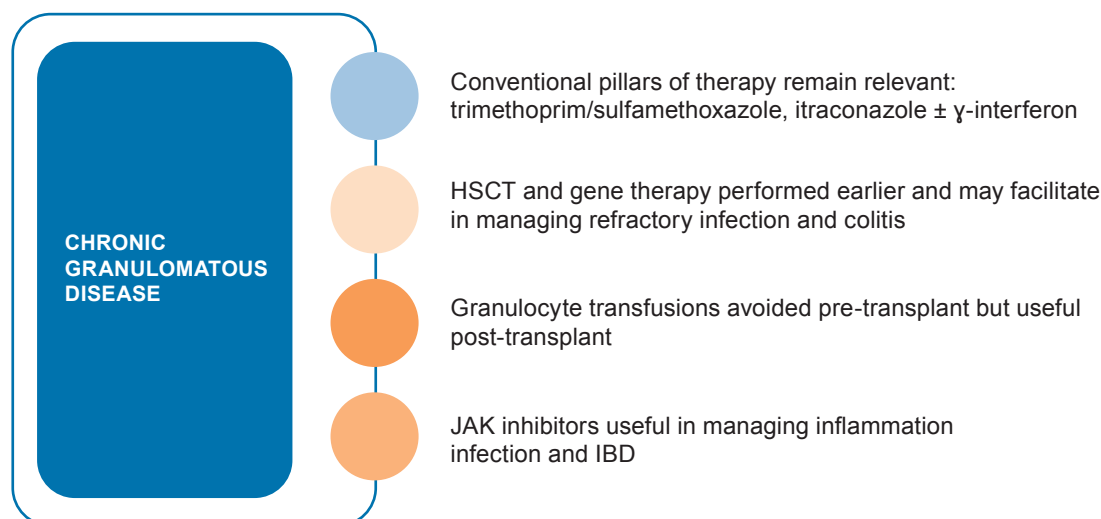 CHRONIC
GRANULOMATOUS
DISEASE
Conventional pillars of therapy remain relevant:
trimethoprim/sulfamethoxazole, itraconazole ± ɣ-interferon
HSCT and gene therapy performed earlier and may facilitate
in managing refractory infection and colitis
Granulocyte transfusions avoided pre-transplant but useful
post-transplant
JAK inhibitors useful in managing inflammation
infection and IBD